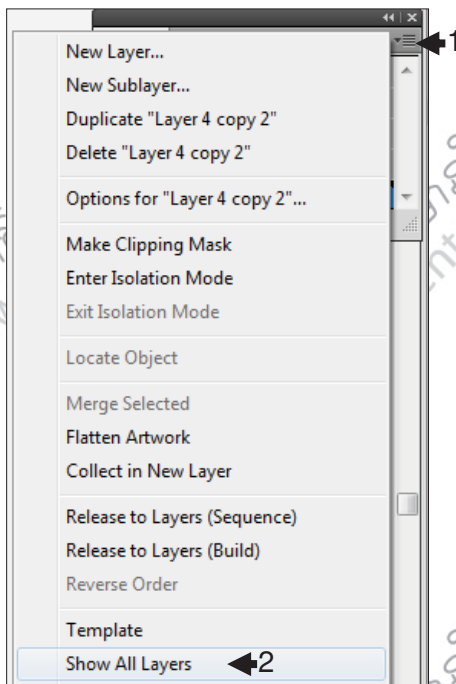 1
New Layer...
New Sublayer...
Duplicate "Layer 4 copy 2"
Delete "Layer 4 copy 2"
Options for "Layer 4 copy 2"...
Make Clipping Mask
Enter Isolation Mode
Exit Isolation Mode
Locate Object
Merge Selected
Flatten Artwork
Collect in New Layer
Release to Layers (Sequence)
Release to Layers (Build)
Reverse Order
Template
Show All Layers 2